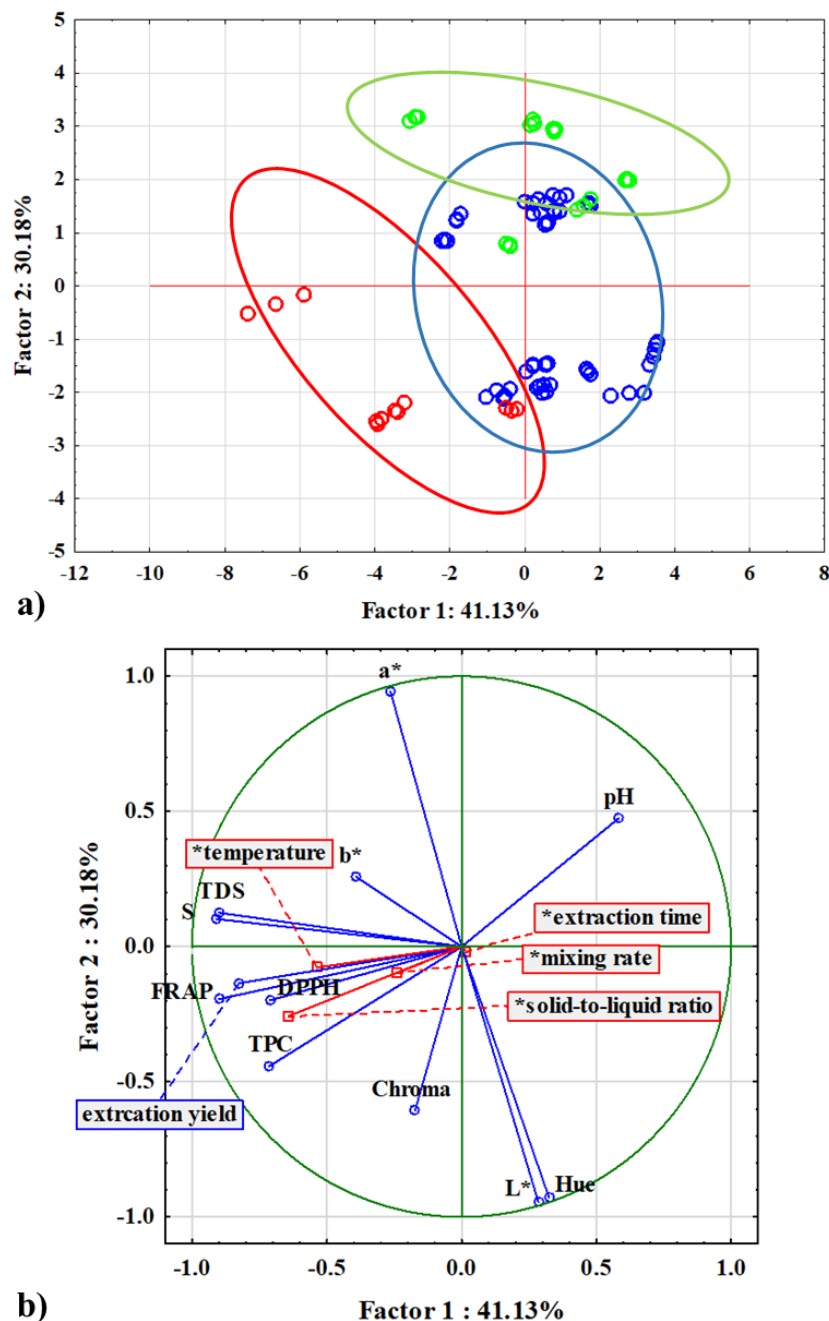 5
4
3
2
1
0
-1
-2
-3
-4
-5
-12 -10 -8 -6 -4 -2 0 2 4 6 8
Factor 2: 30.18%
Factor 1: 41.13%
a)
1.0
0.5
0.0
-0.5
-1.0
Factor 2 : 30.18%
a*
pH
*temperature
b*
TDS
S
*extraction time
*mixing rate
FRAP
DPPH
*solid-to-liquid ratio
TPC
Chroma
extrcation yield
L*
Hue
-1.0 -0.5 0.0 0.5 1.0
Factor 1 : 41.13%
b)